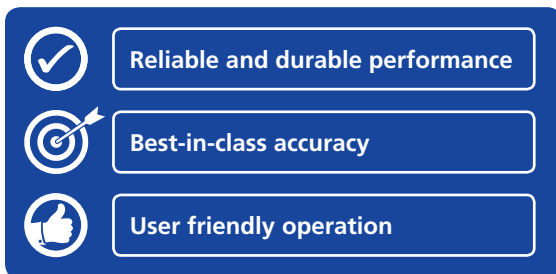 Reliable and durable performance
Best-in-class accuracy
User friendly operation